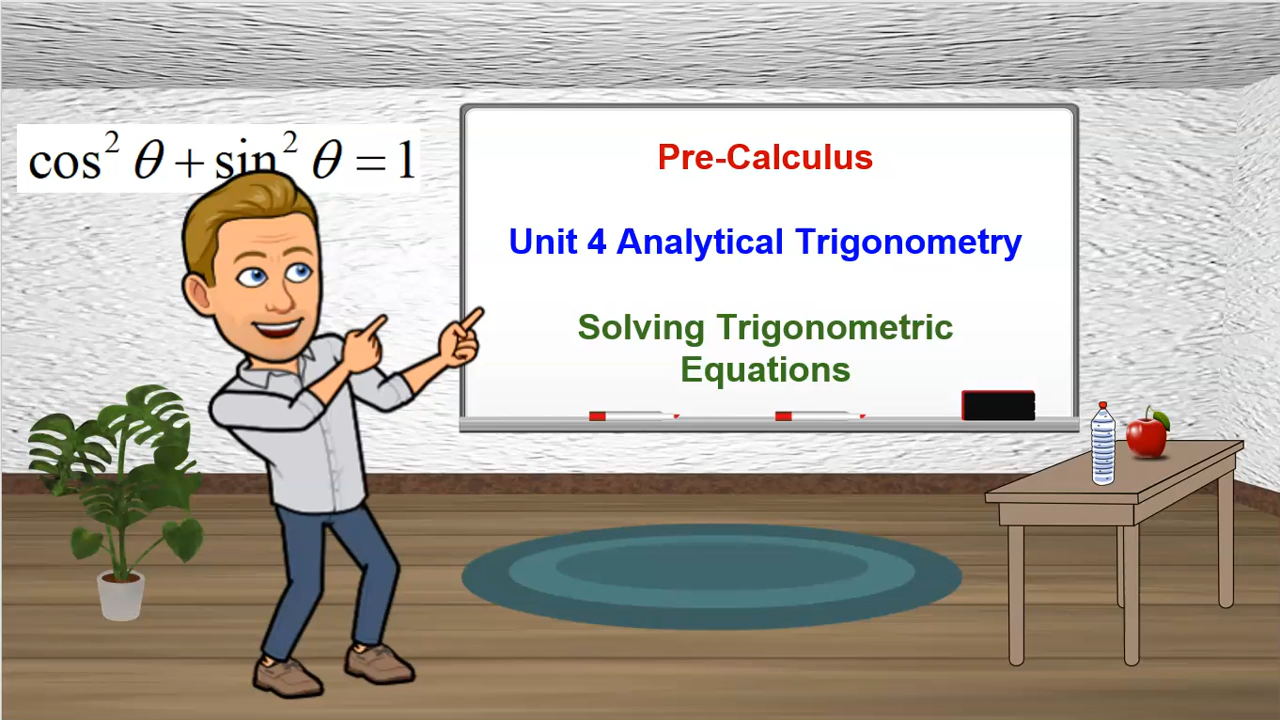 cos² θ + sin² θ = 1
Pre-Calculus
Unit 4 Analytical Trigonometry
Solving Trigonometric
Equations